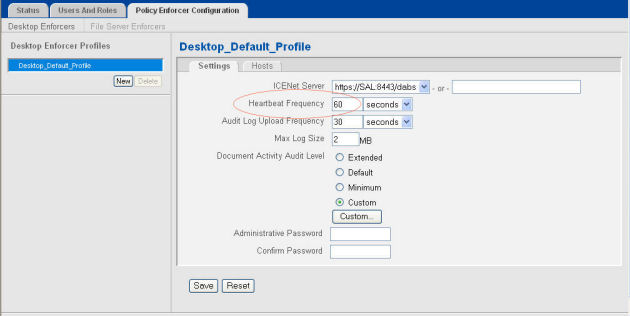 Status Users And Roles Policy Enforcer Configuration
Desktop Enforcers File Server Enforcers
Desktop Enforcer Profiles
Desktop_Default_Profile
New Delete
Desktop_Default_Profile
Settings Hosts
ICENet Server https://SAL:8443/dabs - or -
Heartbeat Frequency 60 seconds
Audit Log Upload Frequency 30 seconds
Max Log Size 2 MB
Document Activity Audit Level Extended
Default
Minimum
Custom
Custom...
Administrative Password
Confirm Password
Save Reset